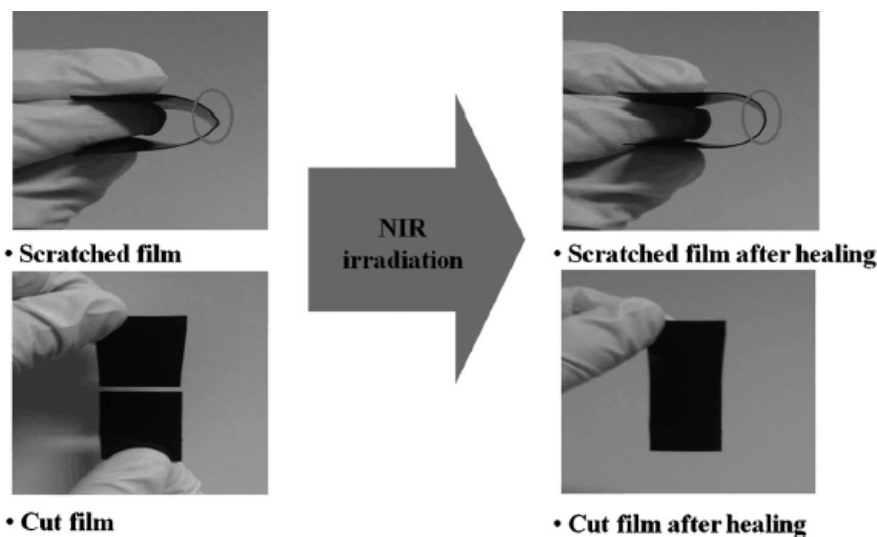 NIR
irradiation
• Scratched film
• Scratched film after healing
• Cut film
• Cut film after healing